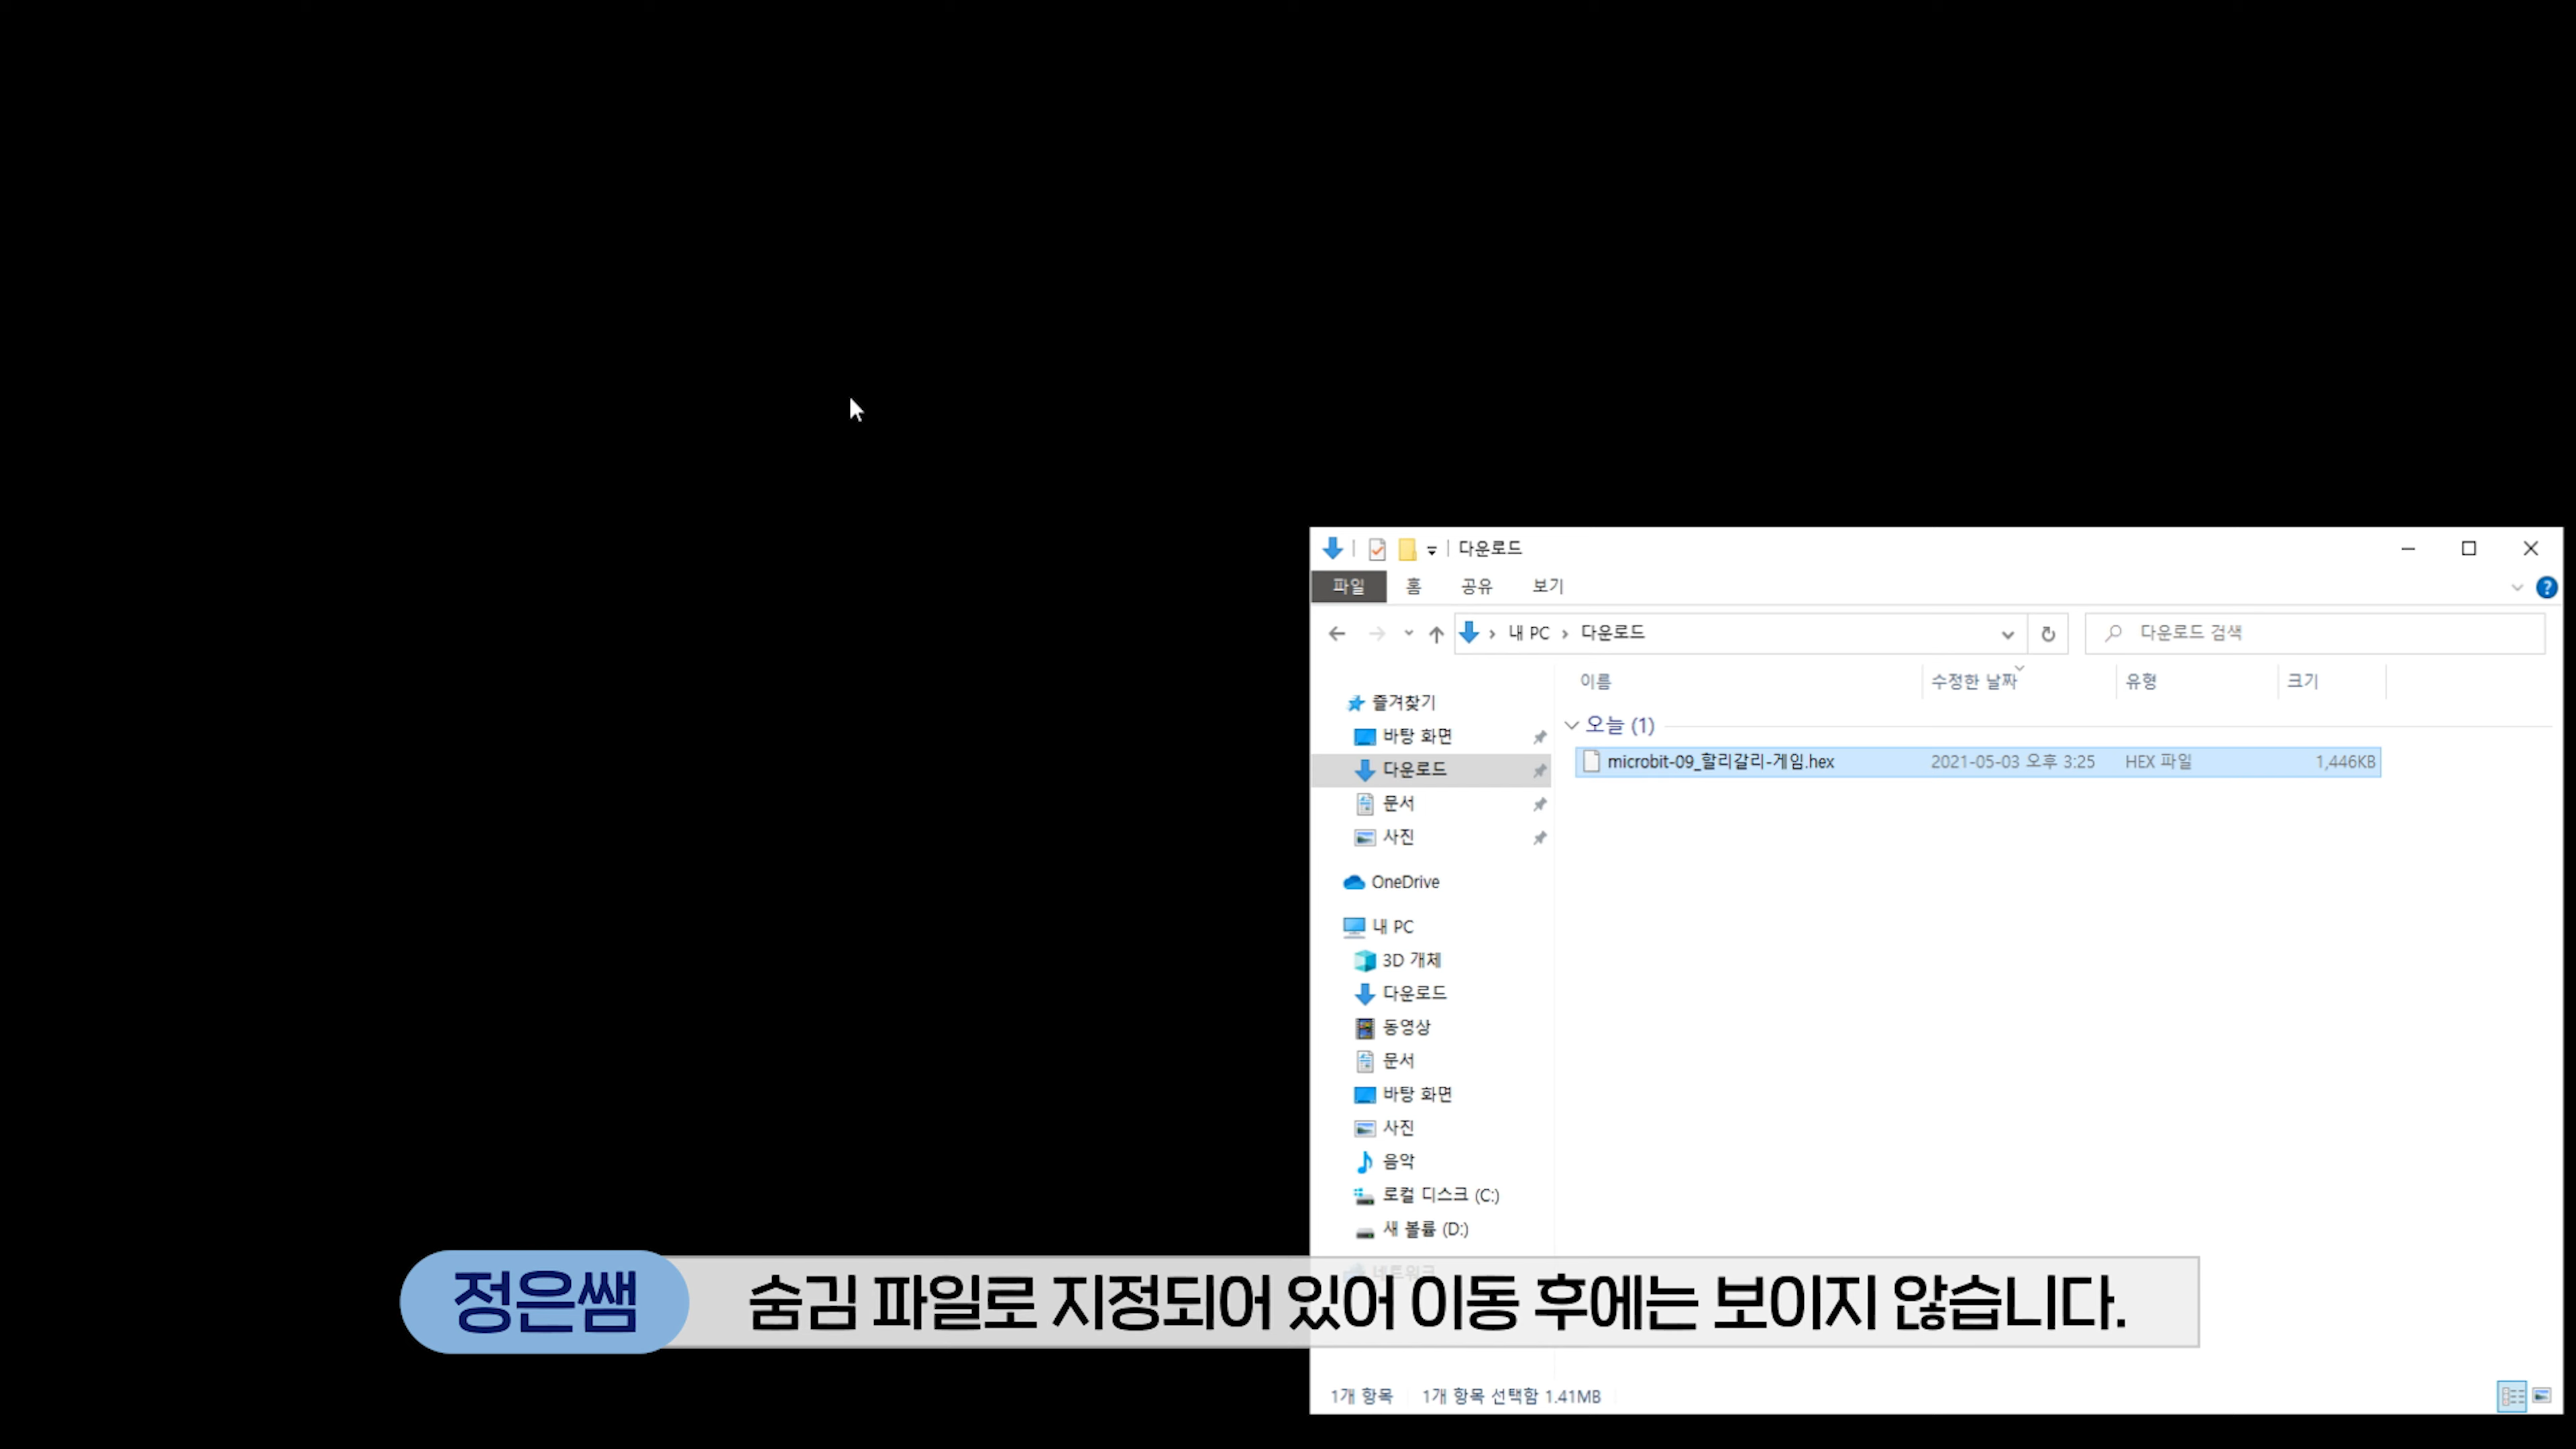 다운로드
파일 홈 공유 보기
내 PC 다운로드
다운로드 검색
이름 수정한 날짜 유형 크기
즐겨찾기
바탕 화면
다운로드
문서
사진
OneDrive
내 PC
3D 개체
다운로드
동영상
문서
바탕 화면
사진
음악
로컬 디스크 (C:)
새 볼륨 (D:)
네트워크
오늘 (1)
microbit-09_할리갈리-게임.hex 2021-05-03 오후 3:25 HEX 파일 1,446KB
정은쌤 숨김 파일로 지정되어 있어 이동 후에는 보이지 않습니다.
1개 항목 1개 항목 선택함 1.41MB